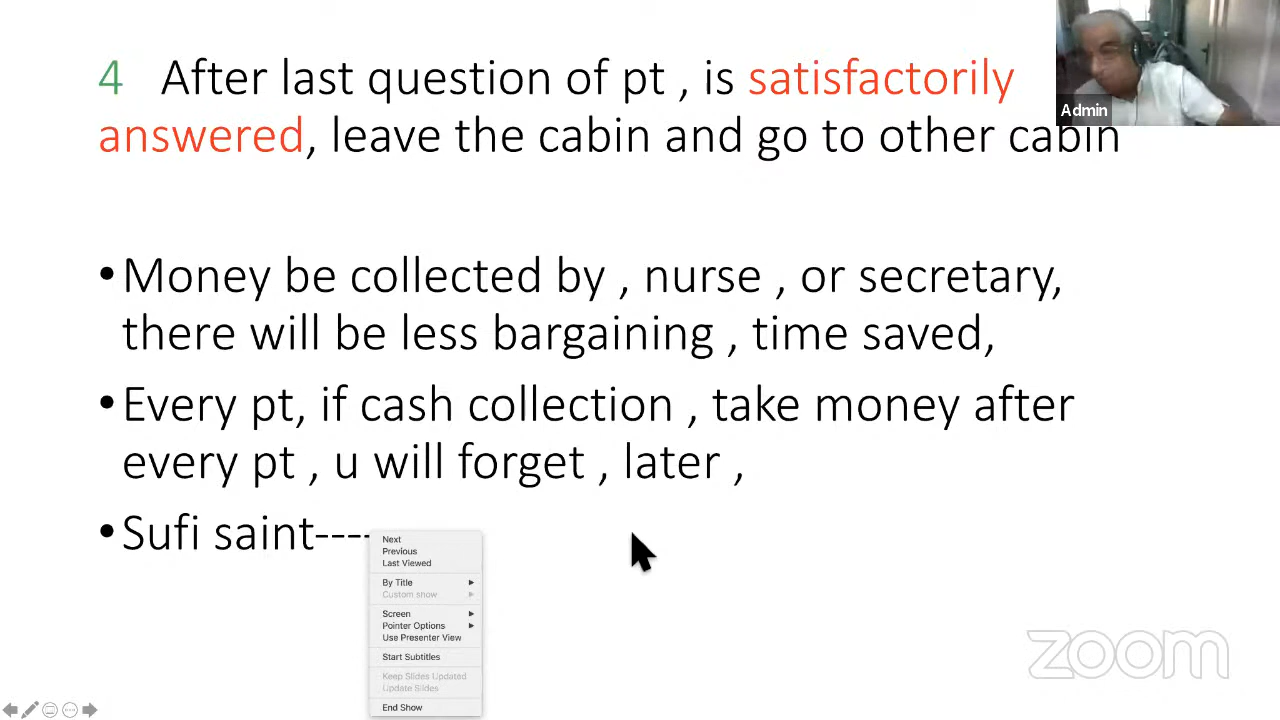 4 After last question of pt , is satisfactorily
answered, leave the cabin and go to other cabin
Admin
•Money be collected by , nurse , or secretary,
there will be less bargaining , time saved,
•Every pt, if cash collection , take money after
every pt , u will forget , later ,
•Sufi saint----
Next
Previous
Last Viewed
By Title
Custom show
Screen
Pointer Options
Use Presenter View
Start Subtitles
Keep Slides Updated
Update Slides
End Show
zoom